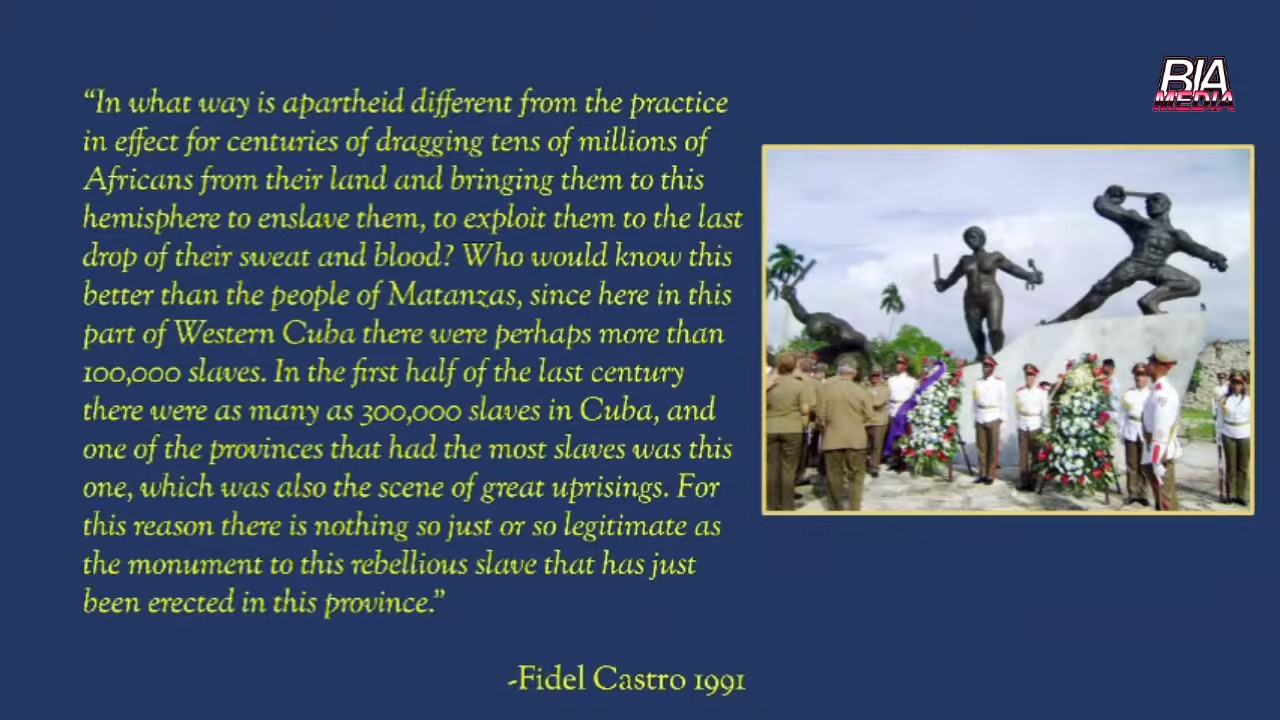 BIA
MEDIA
“In what way is apartheid different from the practice
in effect for centuries of dragging tens of millions of
Africans from their land and bringing them to this
hemisphere to enslave them, to exploit them to the last
drop of their sweat and blood? Who would know this
better than the people of Matanzas, since here in this
part of Western Cuba there were perhaps more than
100,000 slaves. In the first half of the last century
there were as many as 300,000 slaves in Cuba, and
one of the provinces that had the most slaves was this
one, which was also the scene of great uprisings. For
this reason there is nothing so just or so legitimate as
the monument to this rebellious slave that has just
been erected in this province.”
-Fidel Castro 1991